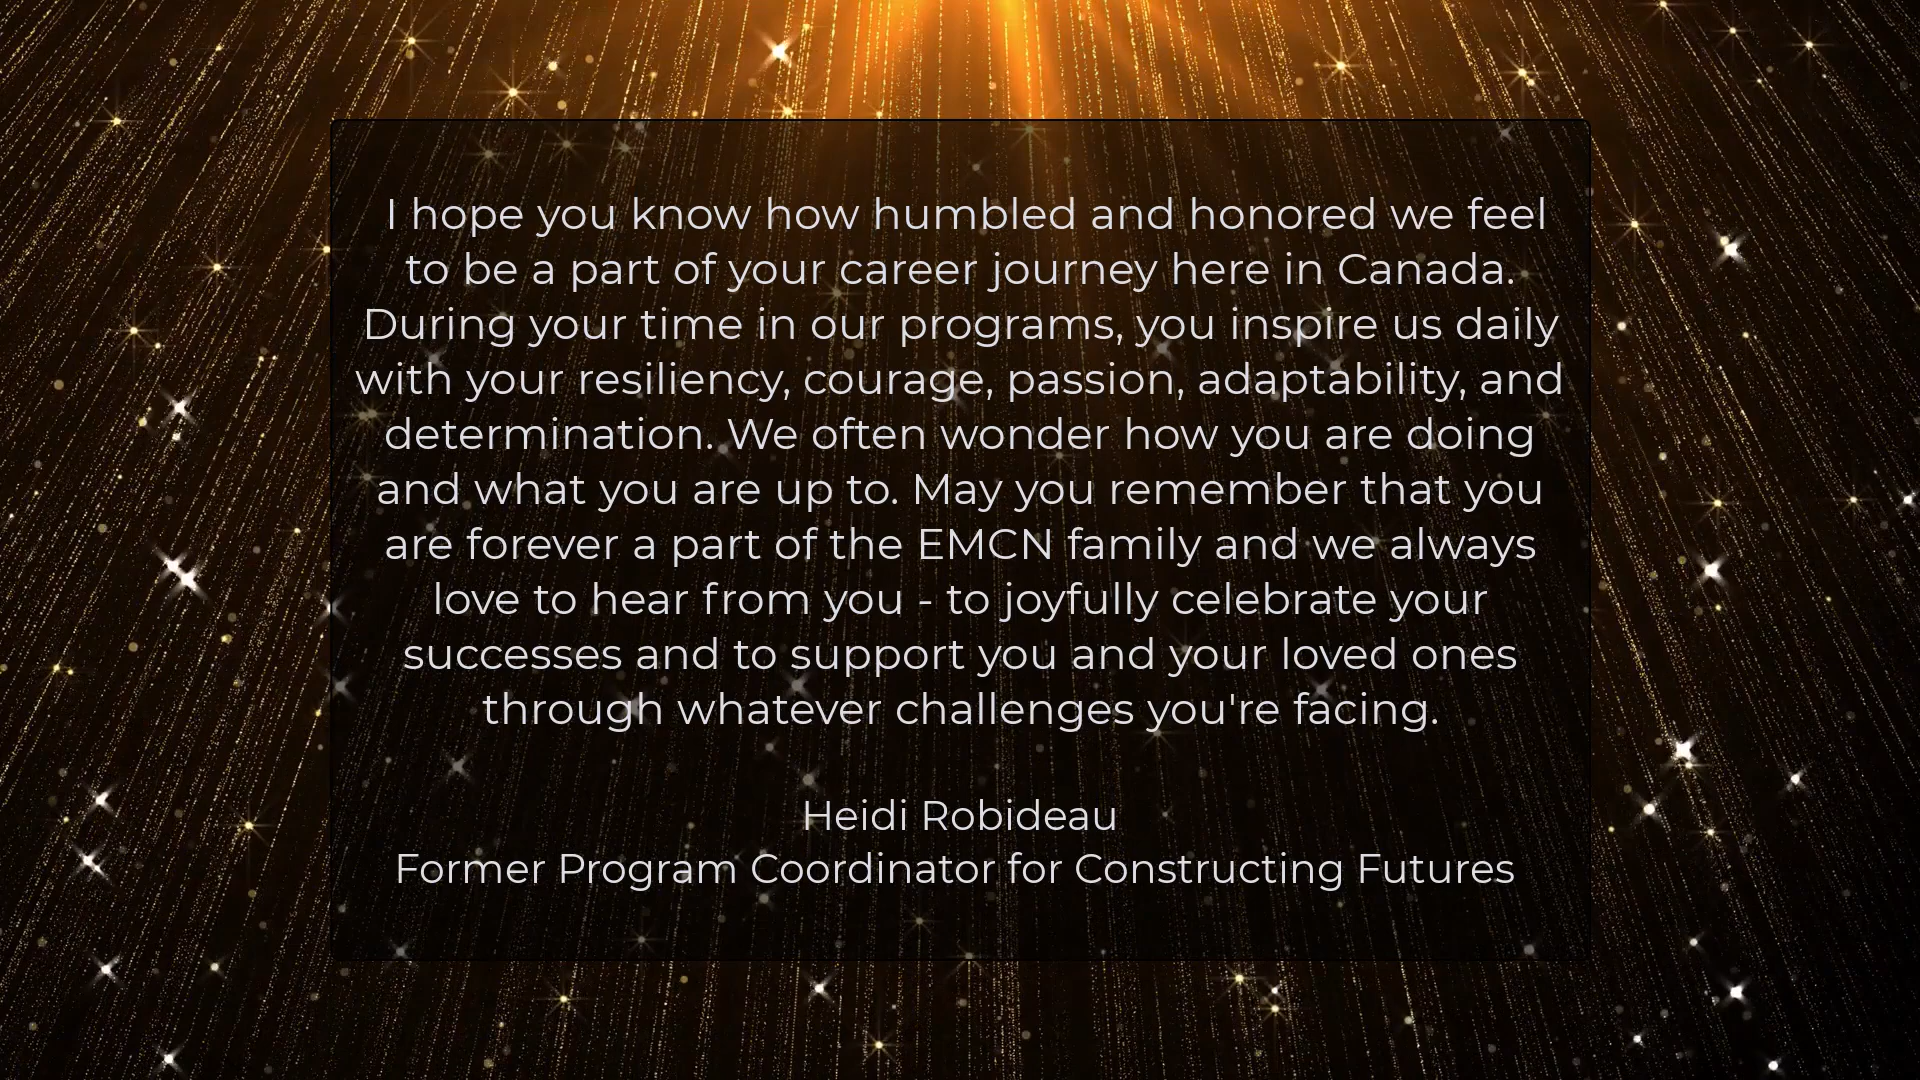 I hope you know how humbled and honored we feel
to be a part of your career journey here in Canada.
During your time in our programs, you inspire us daily
with your resiliency, courage, passion, adaptability, and
determination. We often wonder how you are doing
and what you are up to. May you remember that you
are forever a part of the EMCN family and we always
love to hear from you - to joyfully celebrate your
successes and to support you and your loved ones
through whatever challenges you're facing.
Heidi Robideau
Former Program Coordinator for Constructing Futures